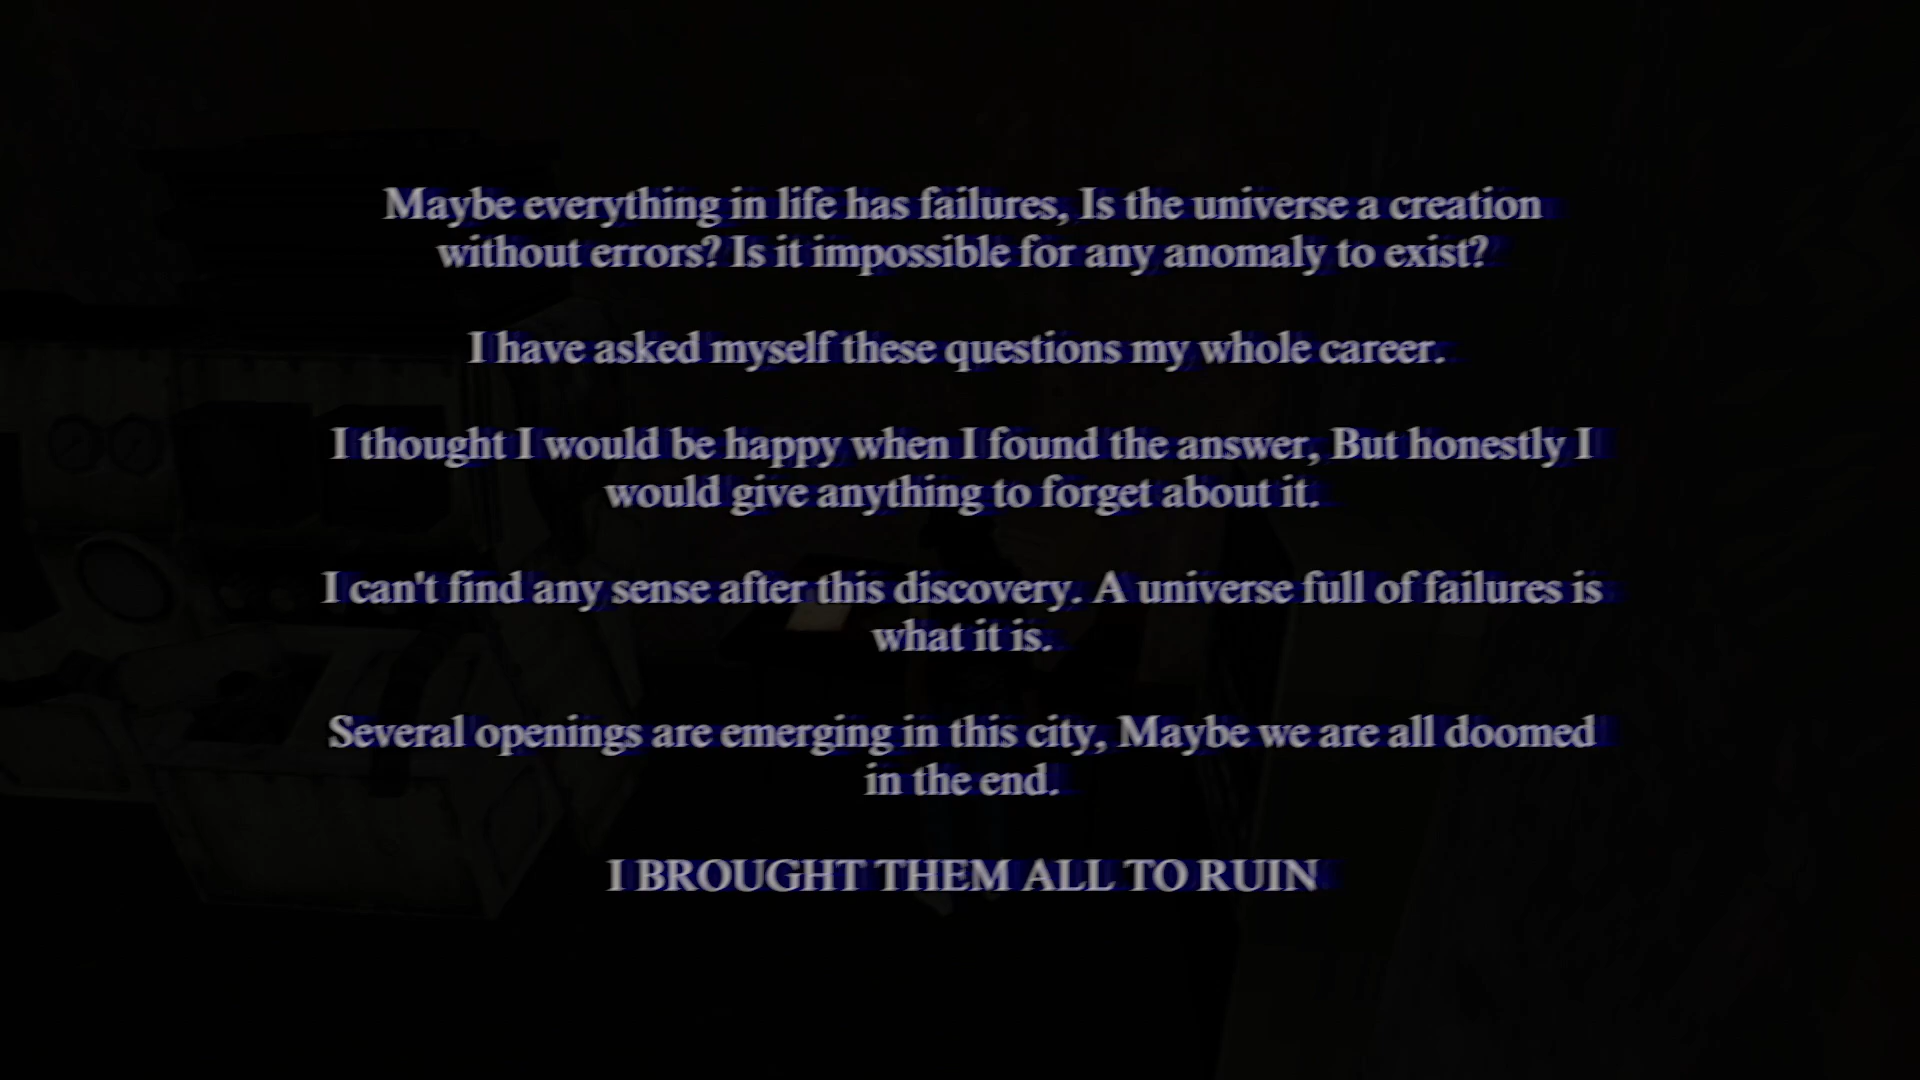 Maybe everything in life has failures, Is the universe a creation
without errors? Is it impossible for any anomaly to exist?
I have asked myself these questions my whole career.
I thought I would be happy when I found the answer, But honestly I
would give anything to forget about it.
I can't find any sense after this discovery. A universe full of failures is
what it is.
Several openings are emerging in this city, Maybe we are all doomed
in the end.
I BROUGHT THEM ALL TO RUIN